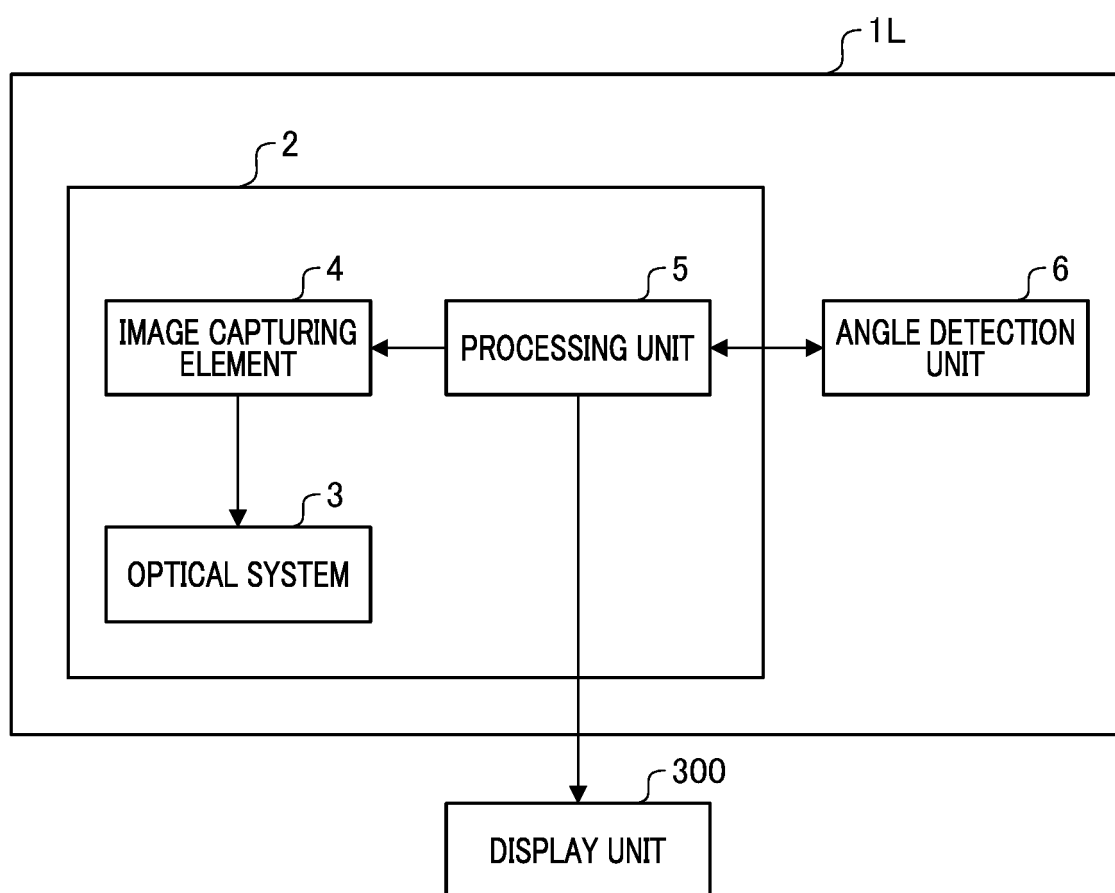 1L
2
4
5
6
IMAGE CAPTURING
ELEMENT
PROCESSING UNIT
ANGLE DETECTION
UNIT
3
OPTICAL SYSTEM
300
DISPLAY UNIT